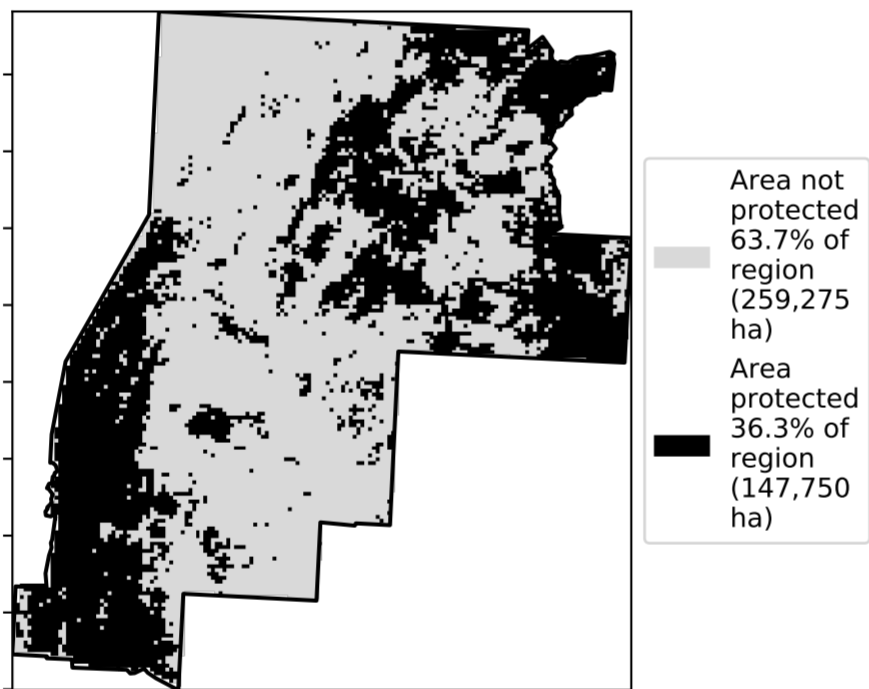 Area not
protected
63.7% of
region
(259,275
ha)
Area
protected
36.3% of
region
(147,750
ha)